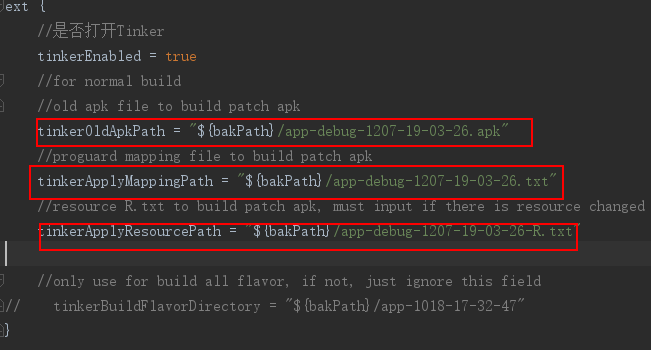 ext {
//是否打开Tinker
tinkerEnabled = true
//for normal build
//old apk file to build patch apk
tinkerOldApkPath = "${bakPath}/app-debug-1207-19-03-26.apk"
//proguard mapping file to build patch apk
tinkerApplyMappingPath = "${bakPath}/app-debug-1207-19-03-26.txt"
//resource R.txt to build patch apk, must input if there is resource changed
tinkerApplyResourcePath = "${bakPath}/app-debug-1207-19-03-26-R.txt"
//only use for build all flavor, if not, just ignore this field
// tinkerBuildFlavorDirectory = "${bakPath}/app-1018-17-32-47"
}